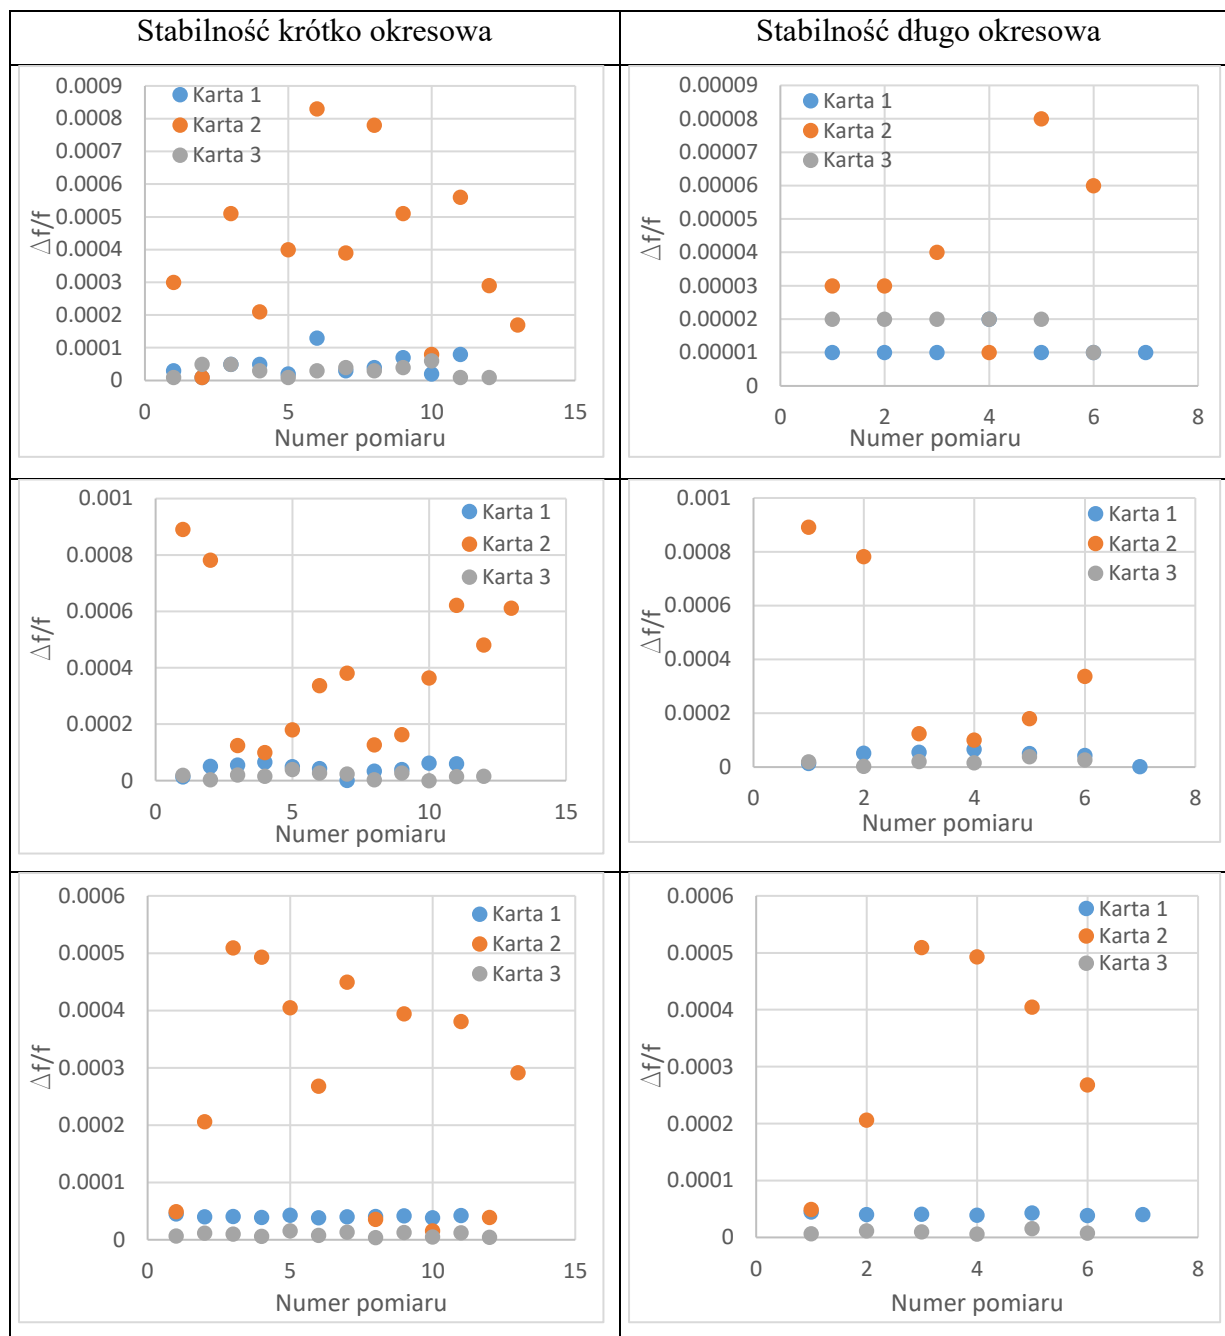 Stabilność krótko okresowa
Stabilność długo okresowa
0.0009
0.0008
0.0007
0.0006
0.0005
0.0004
0.0003
0.0002
0.0001
0
Δf/f
Karta 1
Karta 2
Karta 3
0 5 10 15
Numer pomiaru
0.00009
0.00008
0.00007
0.00006
0.00005
0.00004
0.00003
0.00002
0.00001
0
Δf/f
Karta 1
Karta 2
Karta 3
0 2 4 6 8
Numer pomiaru
0.001
0.0008
0.0006
0.0004
0.0002
0
Δf/f
Karta 1
Karta 2
Karta 3
0 5 10 15
Numer pomiaru
0.001
0.0008
0.0006
0.0004
0.0002
0
Δf/f
Karta 1
Karta 2
Karta 3
0 2 4 6 8
Numer pomiaru
0.0006
0.0005
0.0004
0.0003
0.0002
0.0001
0
Δf/f
Karta 1
Karta 2
Karta 3
0 5 10 15
Numer pomiaru
0.0006
0.0005
0.0004
0.0003
0.0002
0.0001
0
Δf/f
Karta 1
Karta 2
Karta 3
0 2 4 6 8
Numer pomiaru